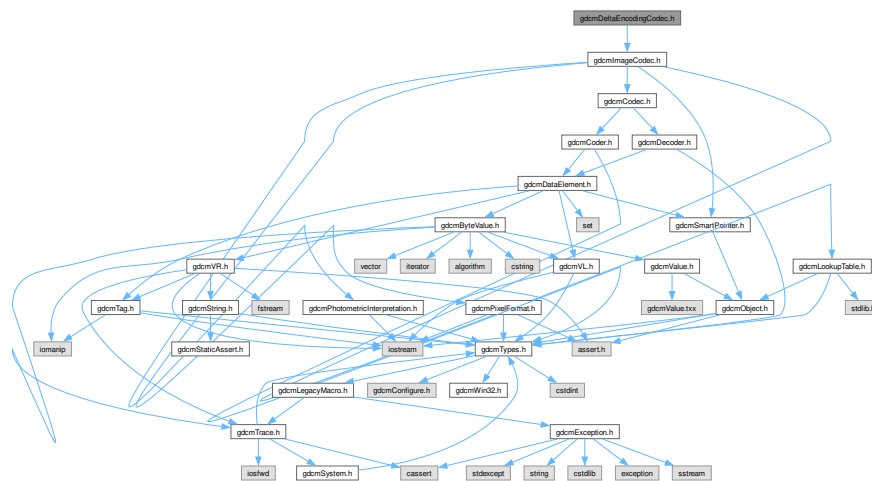 gdcmDeltaEncodingCodec.h
gdcmImageCodec.h
gdcmCodec.h
gdcmCoder.h
gdcmDecoder.h
gdcmDataElement.h
gdcmByteValue.h
set
gdcmSmartPointer.h
gdcmVR.h
vector
iterator
algorithm
cstring
gdcmVL.h
gdcmValue.h
gdcmLookupTable.h
gdcmTag.h
gdcmString.h
fstream
gdcmPhotometricInterpretation.h
gdcmPixelFormat.h
gdcmValue.txx
gdcmObject.h
stdlib.h
iomanip
gdcmStaticAssert.h
iostream
gdcmTypes.h
assert.h
gdcmLegacyMacro.h
gdcmConfigure.h
gdcmWin32.h
cstdint
gdcmTrace.h
gdcmException.h
iosfwd
gdcmSystem.h
cassert
stdexcept
string
cstdlib
exception
sstream